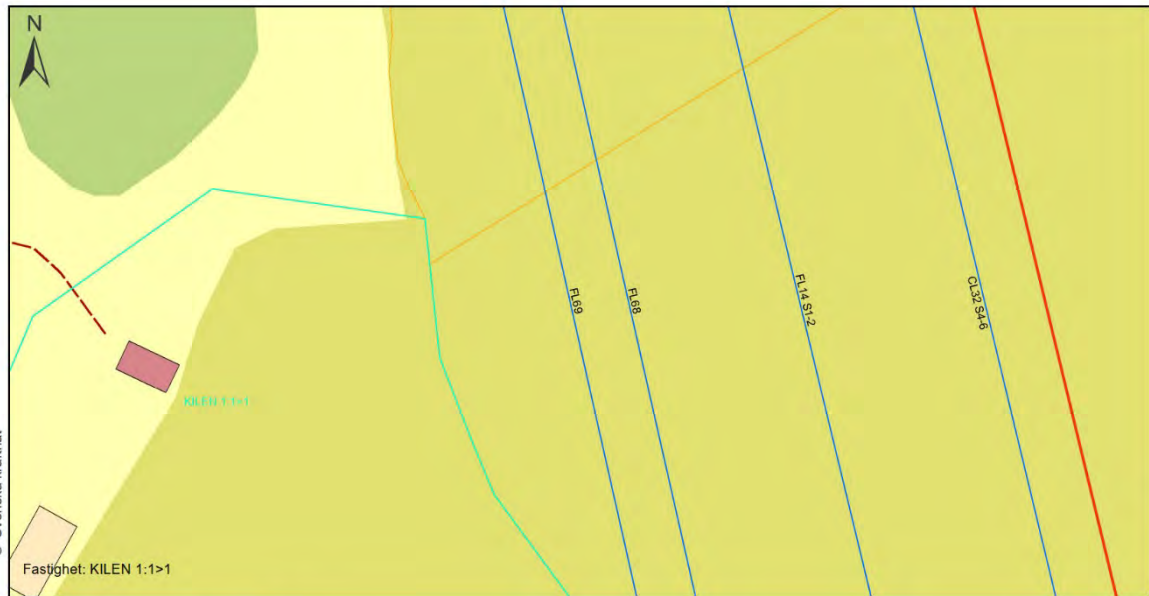 N
FL69
FL68
FL14 S1-2
CL32 S4-6
KILEN 1:1>1
Fastighet: KILEN 1:1>1